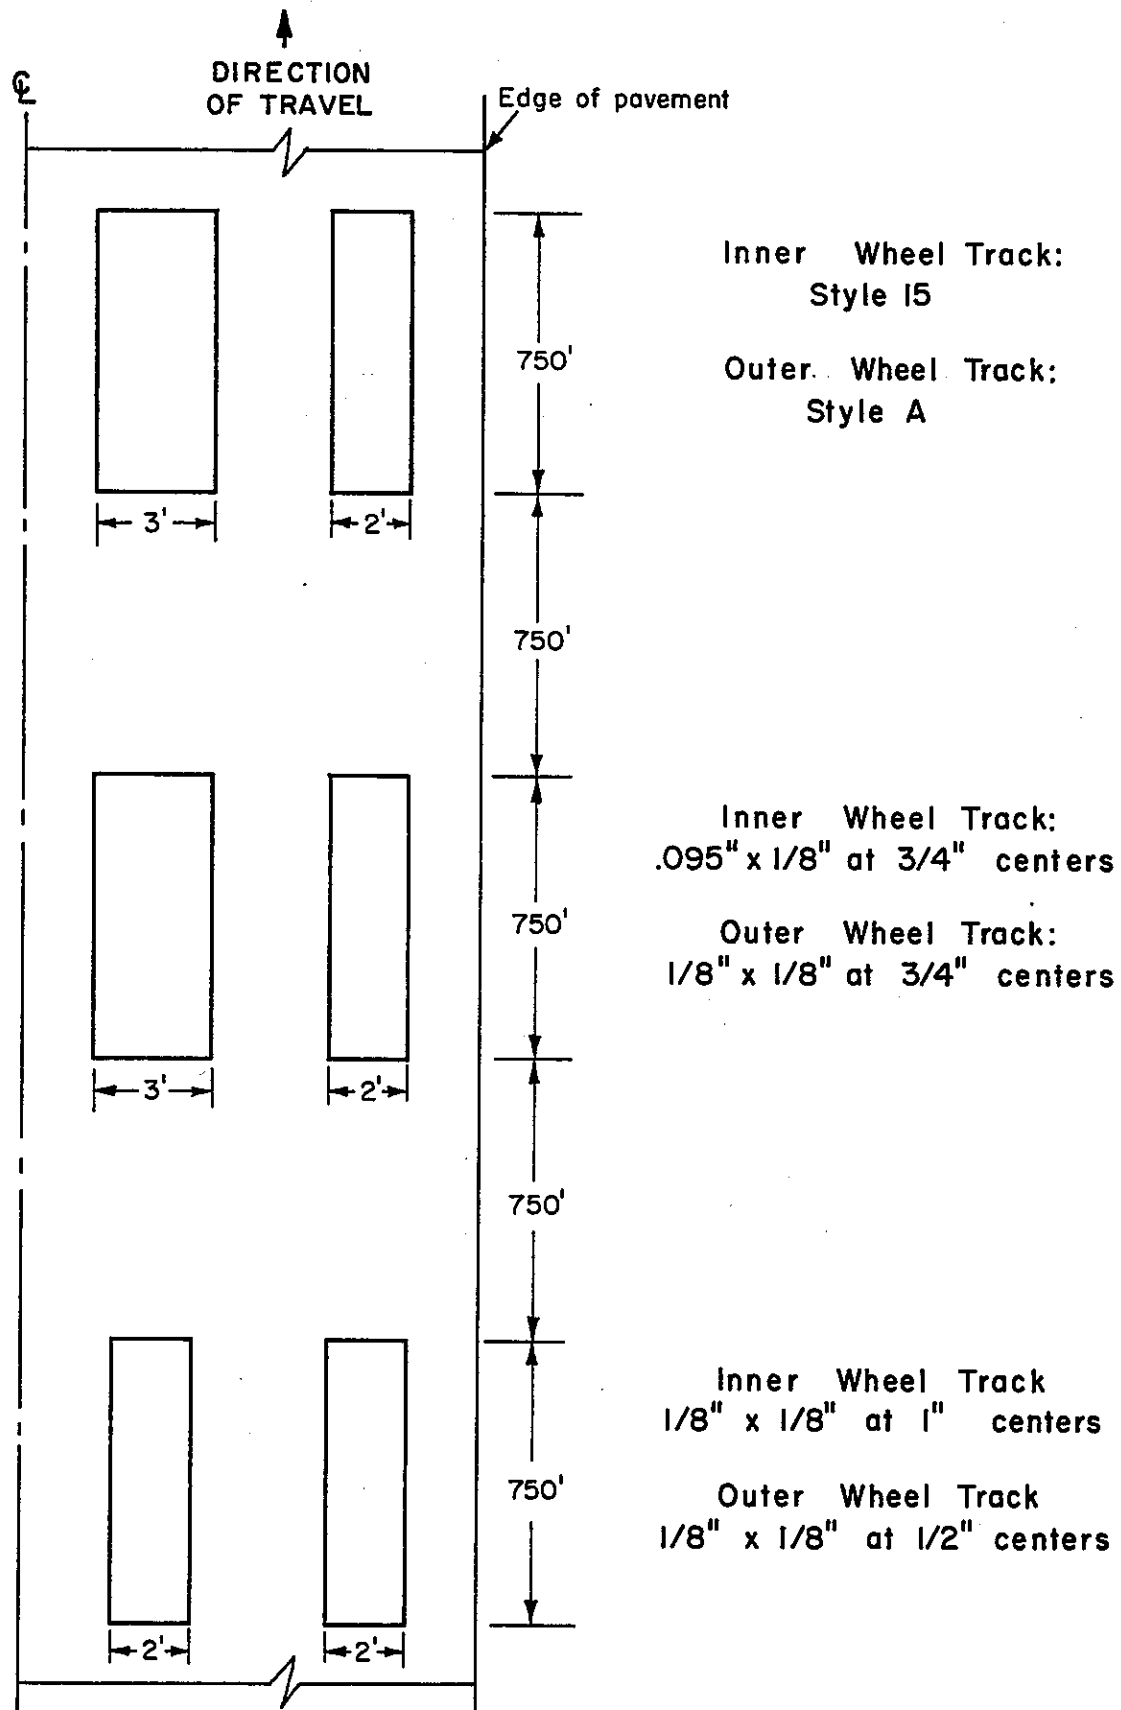 DIRECTION
OF TRAVEL
℄
Edge of pavement
Inner Wheel Track:
Style 15
750'
Outer Wheel Track:
Style A
3'
2'
750'
Inner Wheel Track:
.095" x 1/8" at 3/4" centers
750'
Outer Wheel Track:
1/8" x 1/8" at 3/4" centers
3'
2'
750'
Inner Wheel Track
1/8" x 1/8" at 1" centers
750'
Outer Wheel Track
1/8" x 1/8" at 1/2" centers
2'
2'